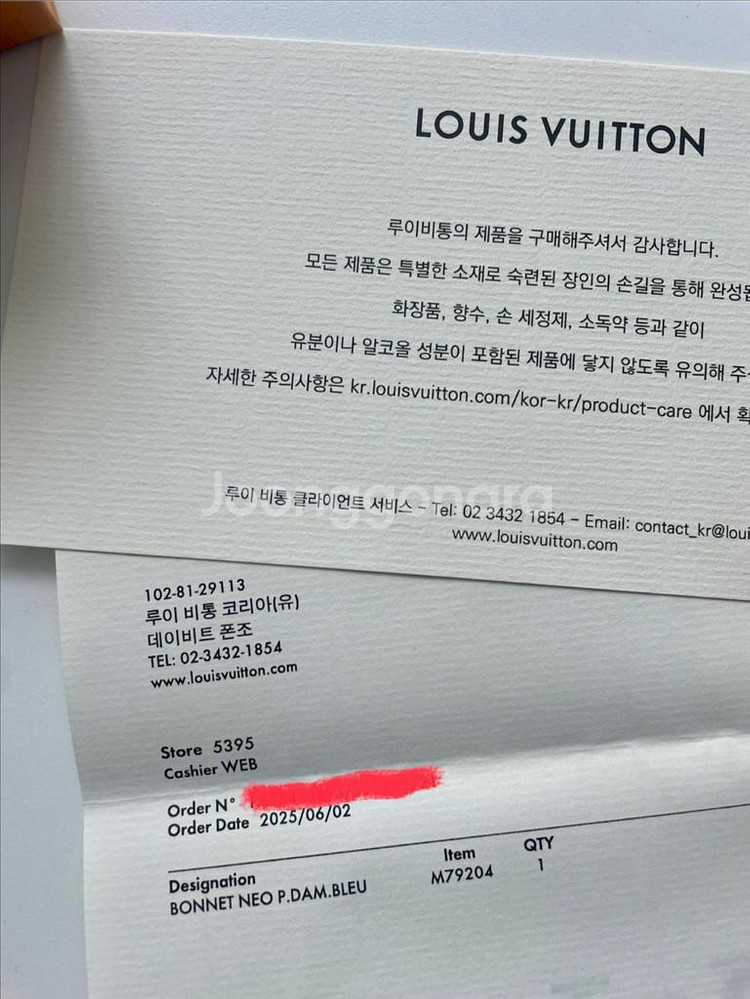 LOUIS VUITTON
루이비통의 제품을 구매해주셔서 감사합니다.
모든 제품은 특별한 소재로 숙련된 장인의 손길을 통해
화장품, 향수, 손 세정제, 소독약 등과 같이
유분이나 알코올 성분이 포함된 제품에 닿지 않도록 유의해
자세한 주의사항은 kr.louisvuitton.com/kor-kr/product-care 에서
Joonggonara
루이 비통 클라이언트 서비스 - Tel: 02 3432 1854 - Email: contact_kr@loui
www.louisvuitton.com
102-81-29113
루이 비통 코리아(유)
데이비트 폰조
TEL: 02-3432-1854
www.louisvuitton.com
Store 5395
Cashier WEB
Order N°
Order Date 2025/06/02
Designation Item QTY
BONNET NEO P.DAM.BLEU M79204 1